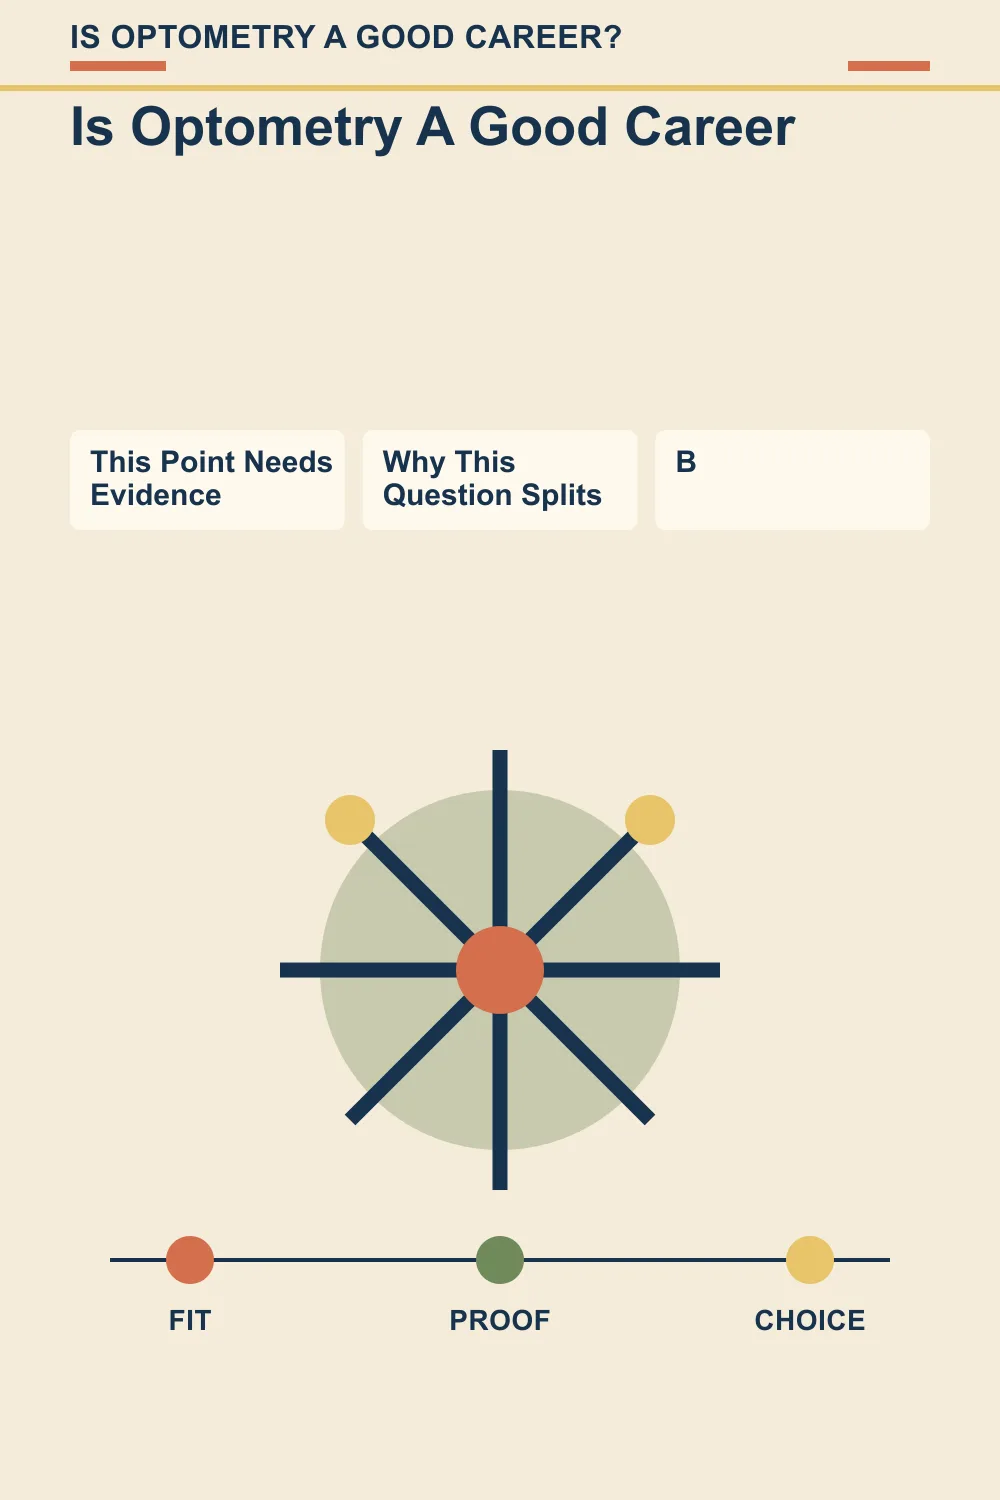 IS OPTOMETRY A GOOD CAREER?
Is Optometry A Good Career
This Point Needs
Evidence
Why This
Question Splits
B
FIT
PROOF
CHOICE